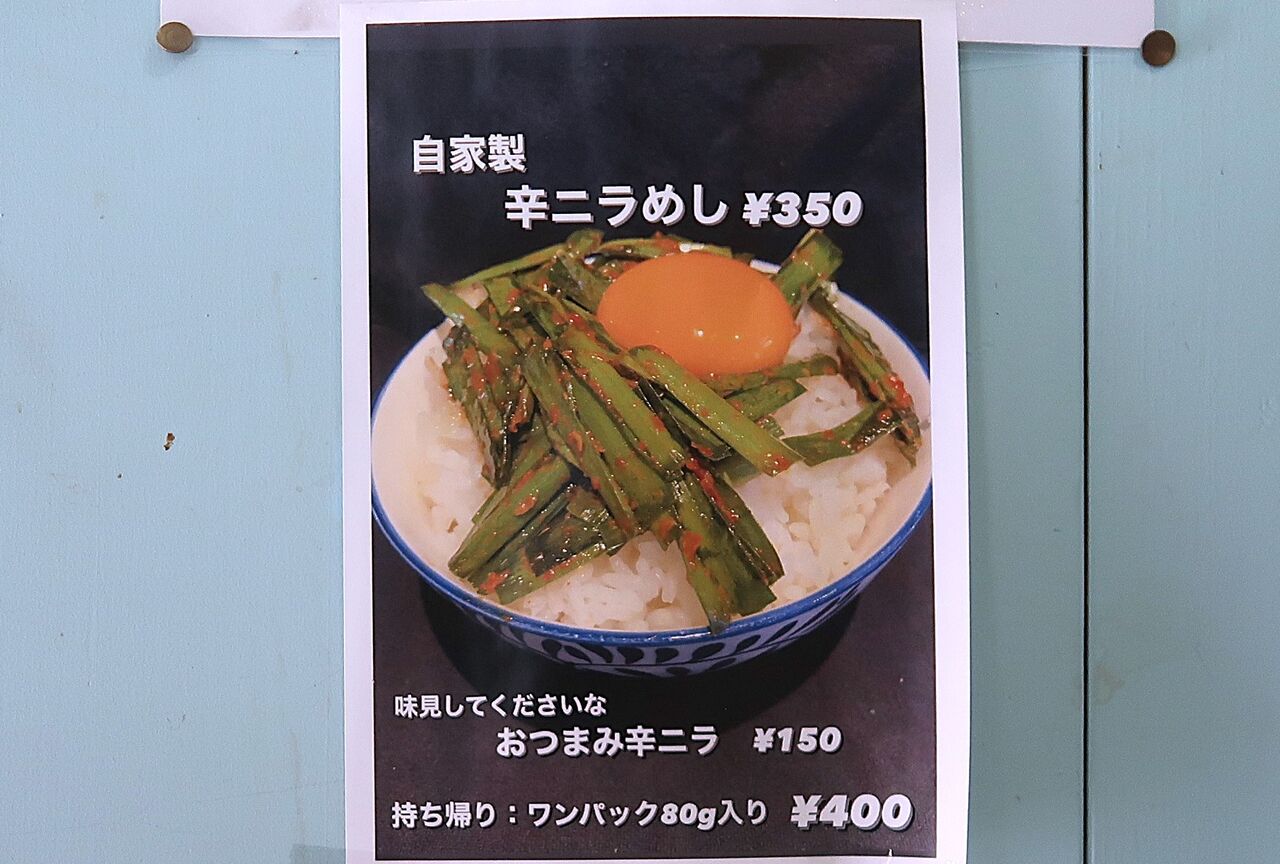 自家製
辛ニラめし ¥350
味見してくださいな
おつまみ辛ニラ ¥150
持ち帰り：ワンパック80g入り ¥400